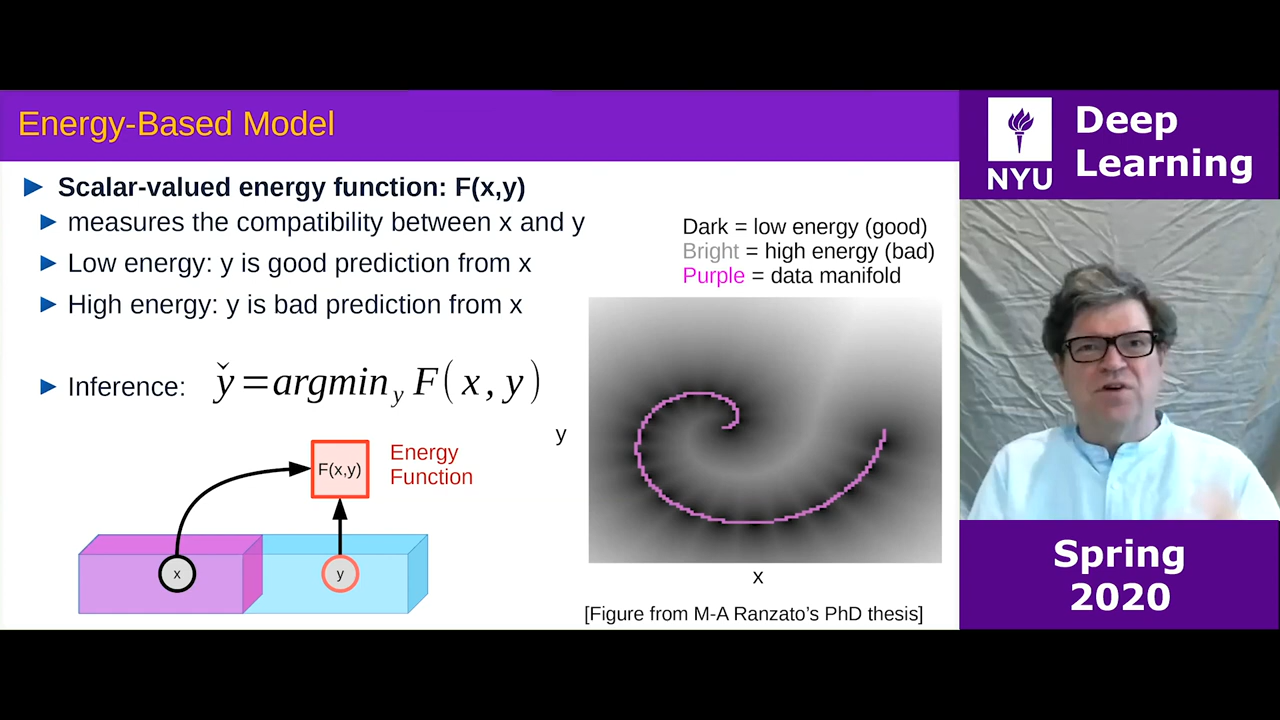 Energy-Based Model
► Scalar-valued energy function: F(x,y)
► measures the compatibility between x and y
► Low energy: y is good prediction from x
► High energy: y is bad prediction from x
► Inference: y̌=argmin_y F(x,y)
F(x,y)
Energy
Function
x
y
Dark = low energy (good)
Bright = high energy (bad)
Purple = data manifold
y
x
[Figure from M-A Ranzato's PhD thesis]
NYU
Deep
Learning
Spring
2020